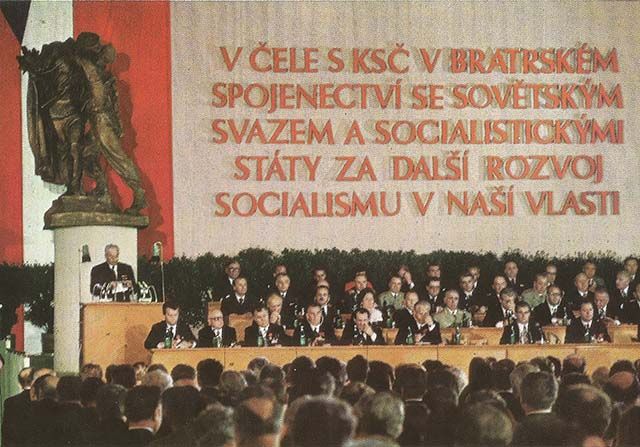 V ČELE S KSČ V BRATRSKÉM
SPOJENECTVÍ SE SOVĚTSKÝM
SVAZEM A SOCIALISTICKÝMI
STÁTY ZA DALŠÍ ROZVOJ
SOCIALISMU V NAŠÍ VLASTI